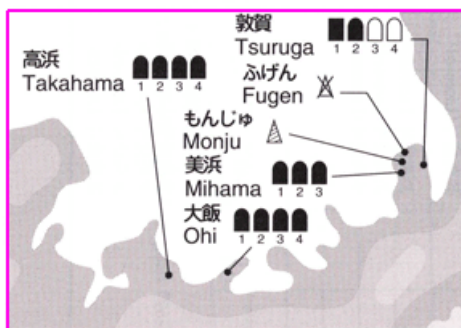 敦賀
Tsuruga
1 2 3 4
高浜
Takahama
1 2 3 4
ふげん
Fugen
もんじゅ
Monju
美浜
Mihama
1 2 3
大飯
Ohi
1 2 3 4